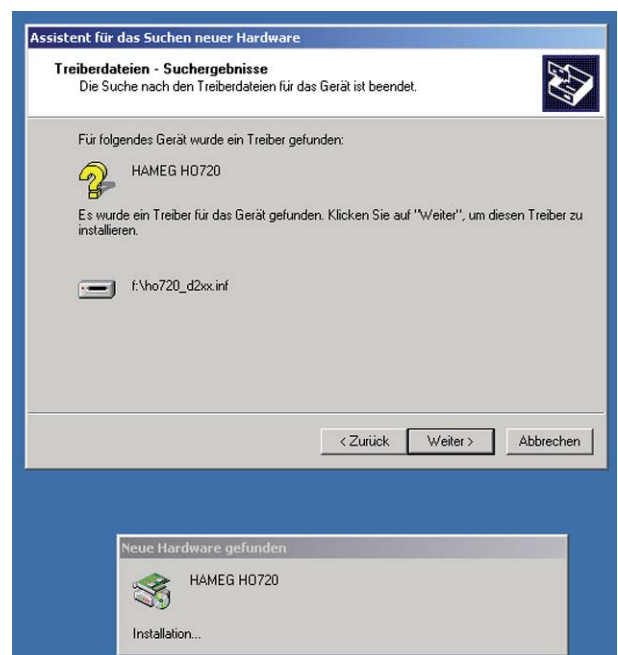 Assistent für das Suchen neuer Hardware
Treiberdateien - Suchergebnisse
Die Suche nach den Treiberdateien für das Gerät ist beendet.
Für folgendes Gerät wurde ein Treiber gefunden:
HAMEG HO720
Es wurde ein Treiber für das Gerät gefunden. Klicken Sie auf "Weiter", um diesen Treiber zu
installieren.
f:\ho720_d2xx.inf
< Zurück Weiter > Abbrechen
Neue Hardware gefunden
HAMEG HO720
Installation...